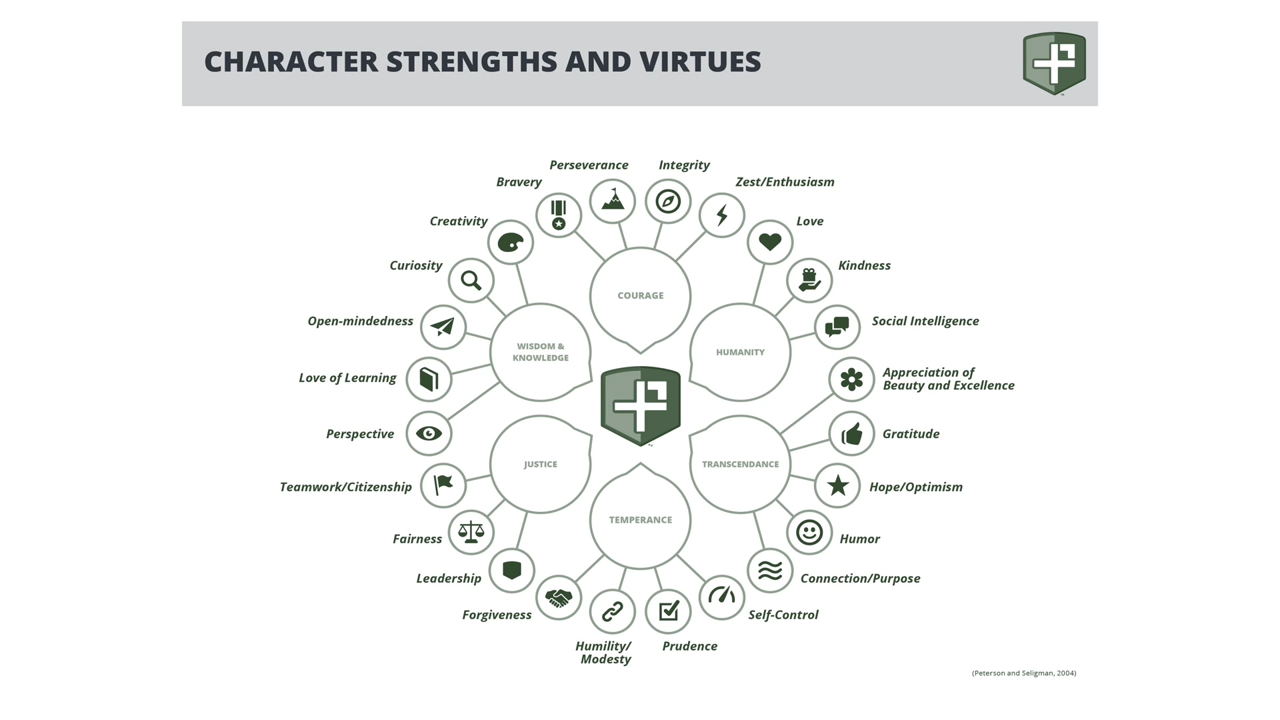 CHARACTER STRENGTHS AND VIRTUES
Perseverance
Integrity
Bravery
Zest/Enthusiasm
Creativity
Love
Curiosity
Kindness
COURAGE
Open-mindedness
Social Intelligence
WISDOM &
KNOWLEDGE
HUMANITY
Love of Learning
Appreciation of
Beauty and Excellence
Perspective
Gratitude
JUSTICE
TRANSCENDANCE
Teamwork/Citizenship
Hope/Optimism
TEMPERANCE
Fairness
Humor
Leadership
Connection/Purpose
Forgiveness
Self-Control
Humility/
Modesty
Prudence
(Peterson and Seligman, 2004)